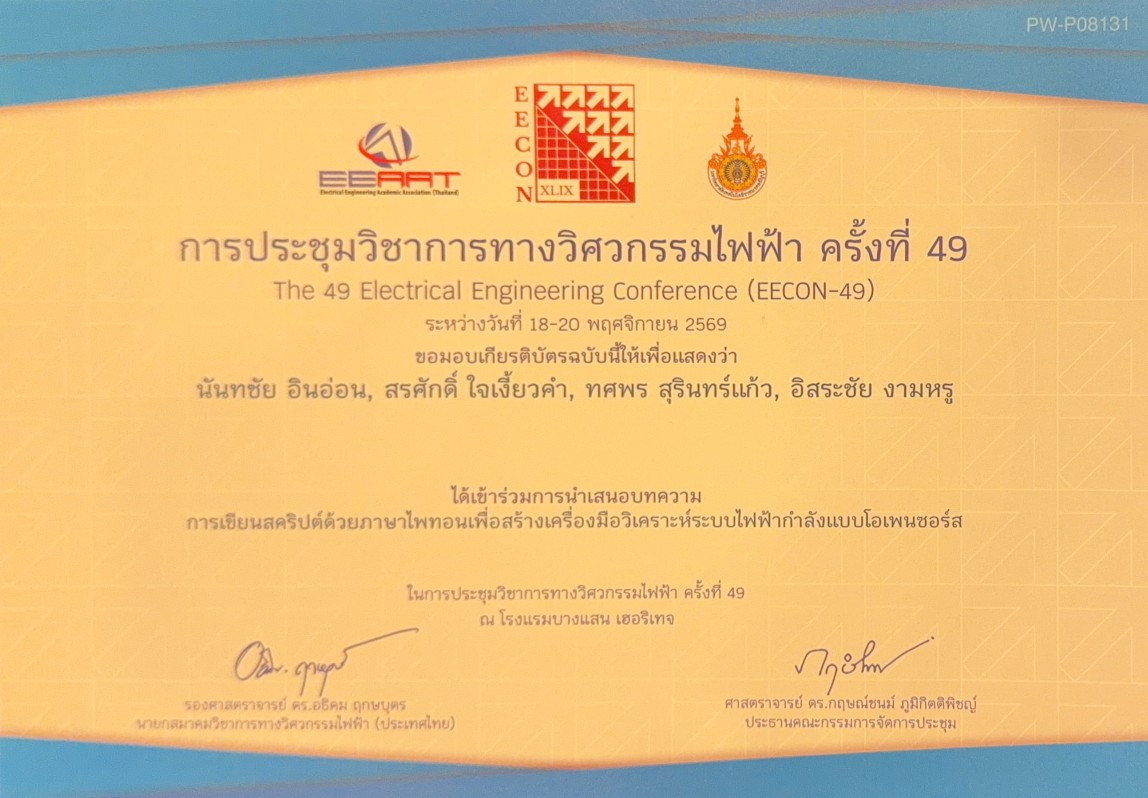 PW-P08131
EECON
XLIX
EEAAT
Electrical Engineering Academic Association (Thailand)
การประชุมวิชาการทางวิศวกรรมไฟฟ้า ครั้งที่ 49
The 49 Electrical Engineering Conference (EECON-49)
ระหว่างวันที่ 18-20 พฤศจิกายน 2569
ขอมอบเกียรติบัตรฉบับนี้ให้เพื่อแสดงว่า
นันทชัย อินอ่อน, สรศักดิ์ ใจเงี้ยวคำ, ทศพร สุรินทร์แก้ว, อิสระชัย งามหรู
ได้เข้าร่วมการนำเสนอบทความ
การเขียนสคริปต์ด้วยภาษาไพทอนเพื่อสร้างเครื่องมือวิเคราะห์ระบบไฟฟ้ากำลังแบบโอเพนซอร์ส
ในการประชุมวิชาการทางวิศวกรรมไฟฟ้า ครั้งที่ 49
ณ โรงแรมบางแสน เฮอริเทจ
รองศาสตราจารย์ ดร.อธิคม ฤกษบุตร
นายกสมาคมวิชาการทางวิศวกรรมไฟฟ้า (ประเทศไทย)
ศาสตราจารย์ ดร.กฤษณ์ชนม์ ภูมิกิตติพิชญ์
ประธานคณะกรรมการจัดการประชุม